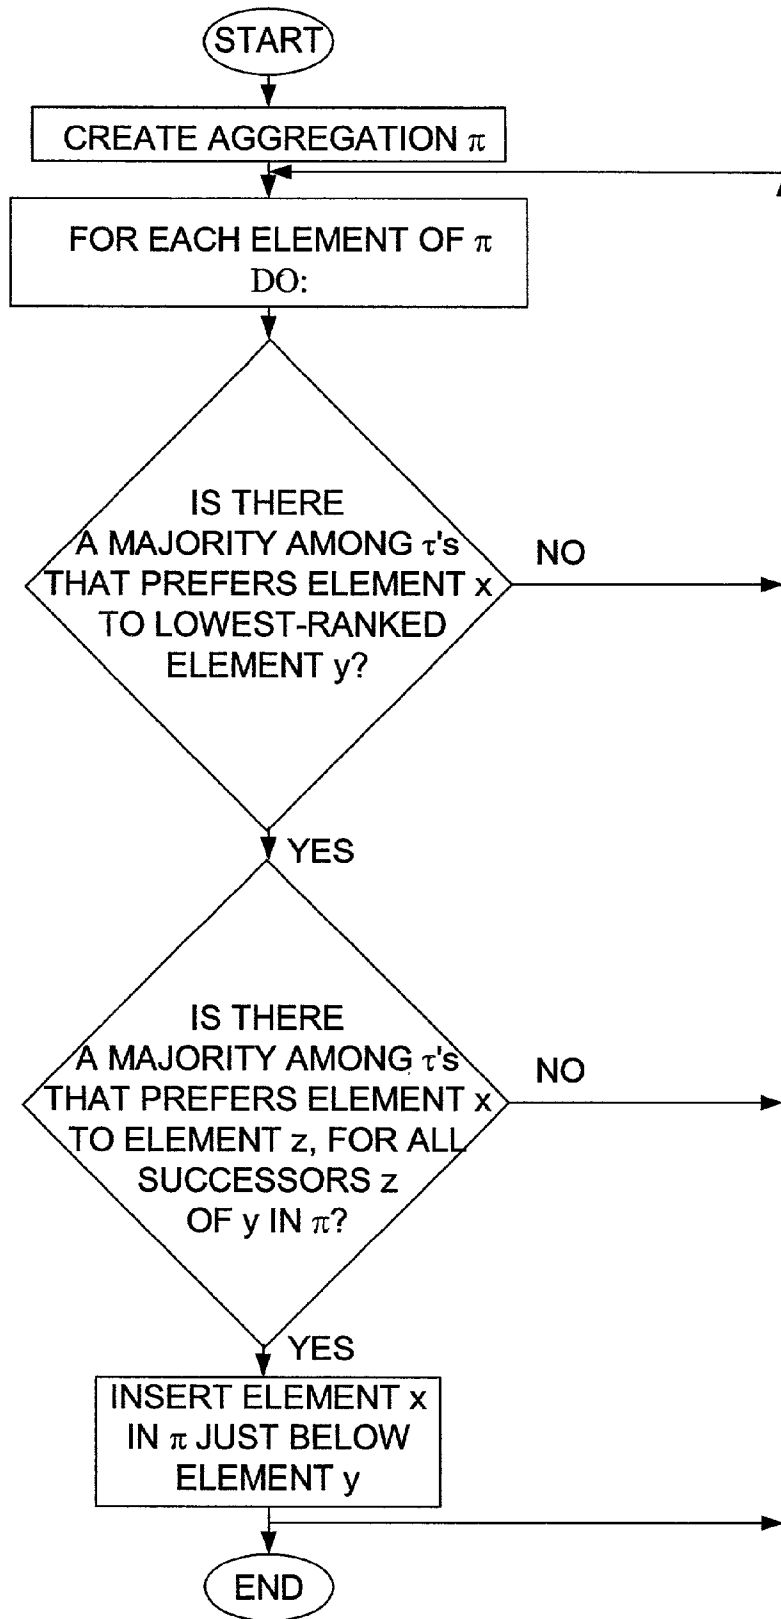 START
CREATE AGGREGATION π
FOR EACH ELEMENT OF π
DO:
IS THERE
A MAJORITY AMONG τ's
THAT PREFERS ELEMENT x
TO LOWEST-RANKED
ELEMENT y?
NO
YES
IS THERE
A MAJORITY AMONG τ's
THAT PREFERS ELEMENT x
TO ELEMENT z, FOR ALL
SUCCESSORS z
OF y IN π?
NO
YES
INSERT ELEMENT x
IN π JUST BELOW
ELEMENT y
END